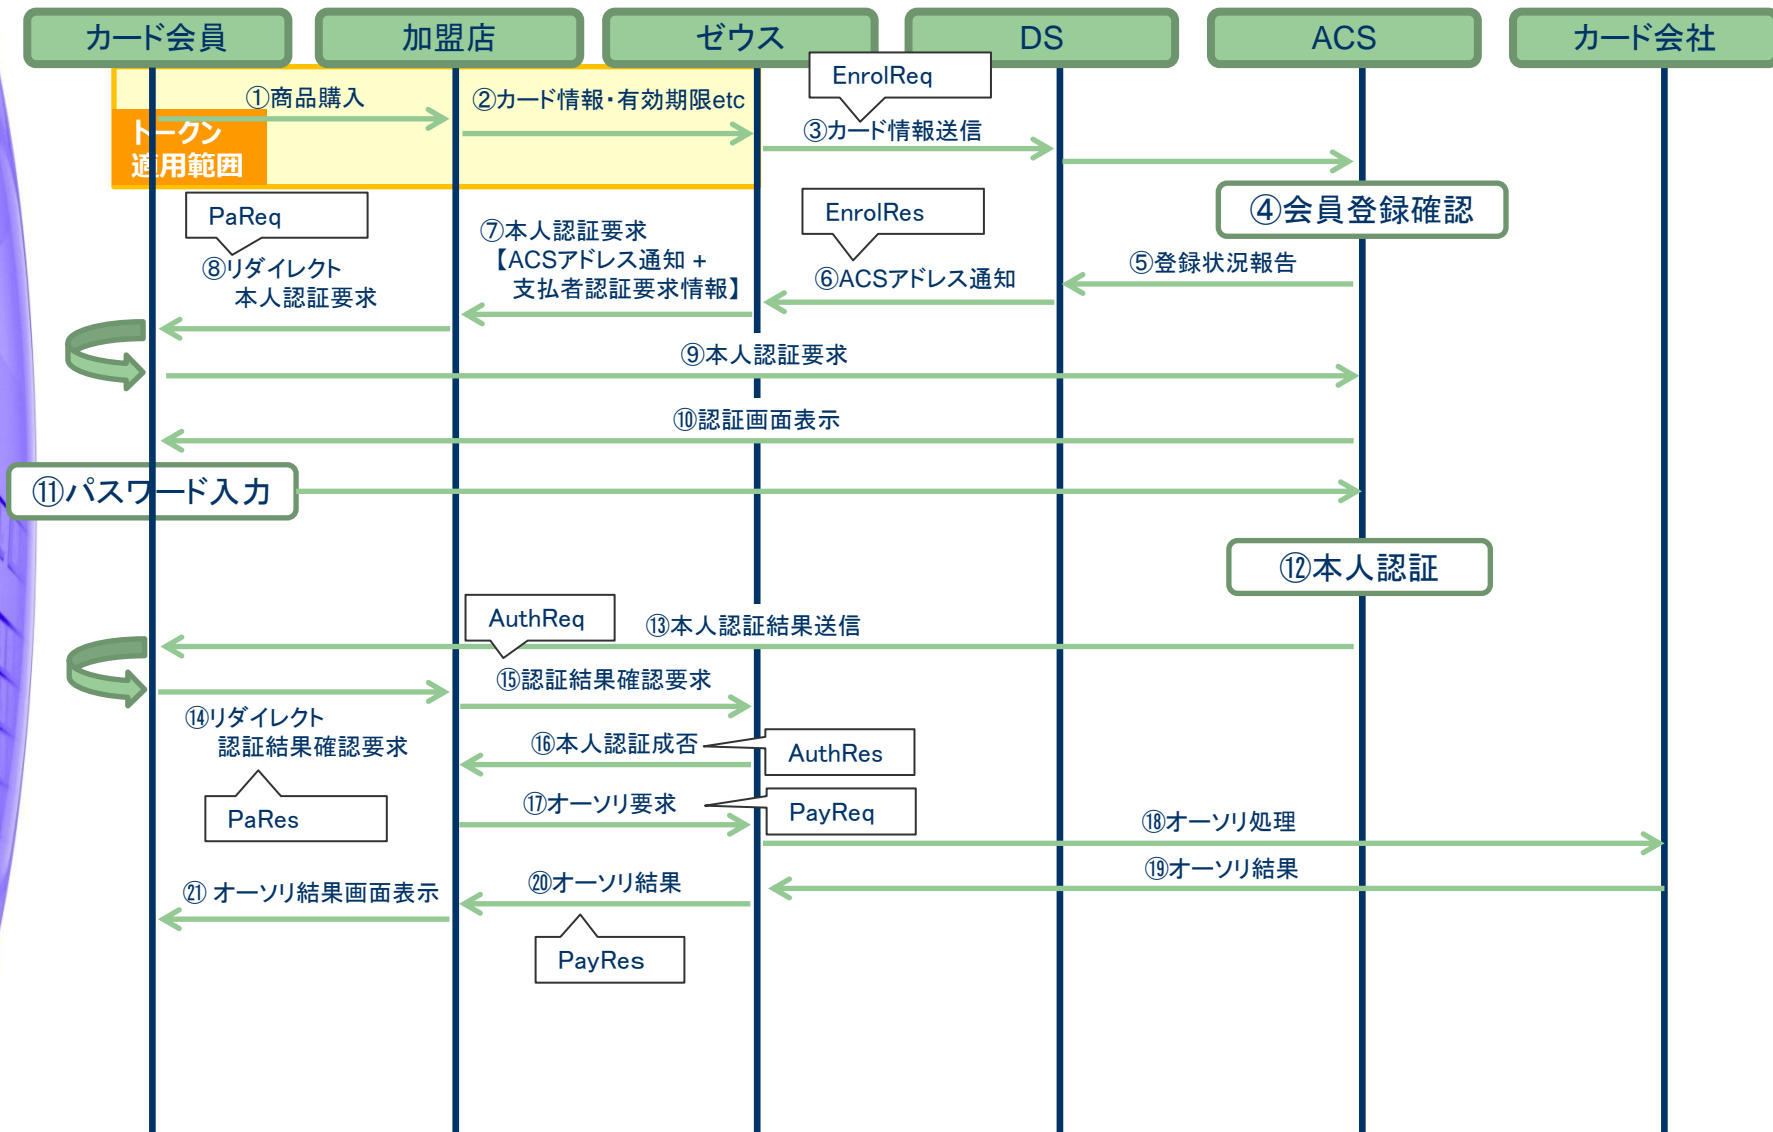 カード会員
加盟店
ゼウス
DS
ACS
カード会社
EnrolReq
①商品購入
②カード情報・有効期限etc
③カード情報送信
トークン
適用範囲
④会員登録確認
PaReq
EnrolRes
⑦本人認証要求
【ACSアドレス通知 +
支払者認証要求情報】
⑤登録状況報告
⑥ACSアドレス通知
⑧リダイレクト
本人認証要求
⑨本人認証要求
⑩認証画面表示
⑪パスワード入力
⑫本人認証
AuthReq
⑬本人認証結果送信
⑮認証結果確認要求
⑭リダイレクト
認証結果確認要求
⑯本人認証成否
AuthRes
PaRes
⑰オーソリ要求
PayReq
⑱オーソリ処理
⑲オーソリ結果
⑳オーソリ結果
㉑ オーソリ結果画面表示
PayRes